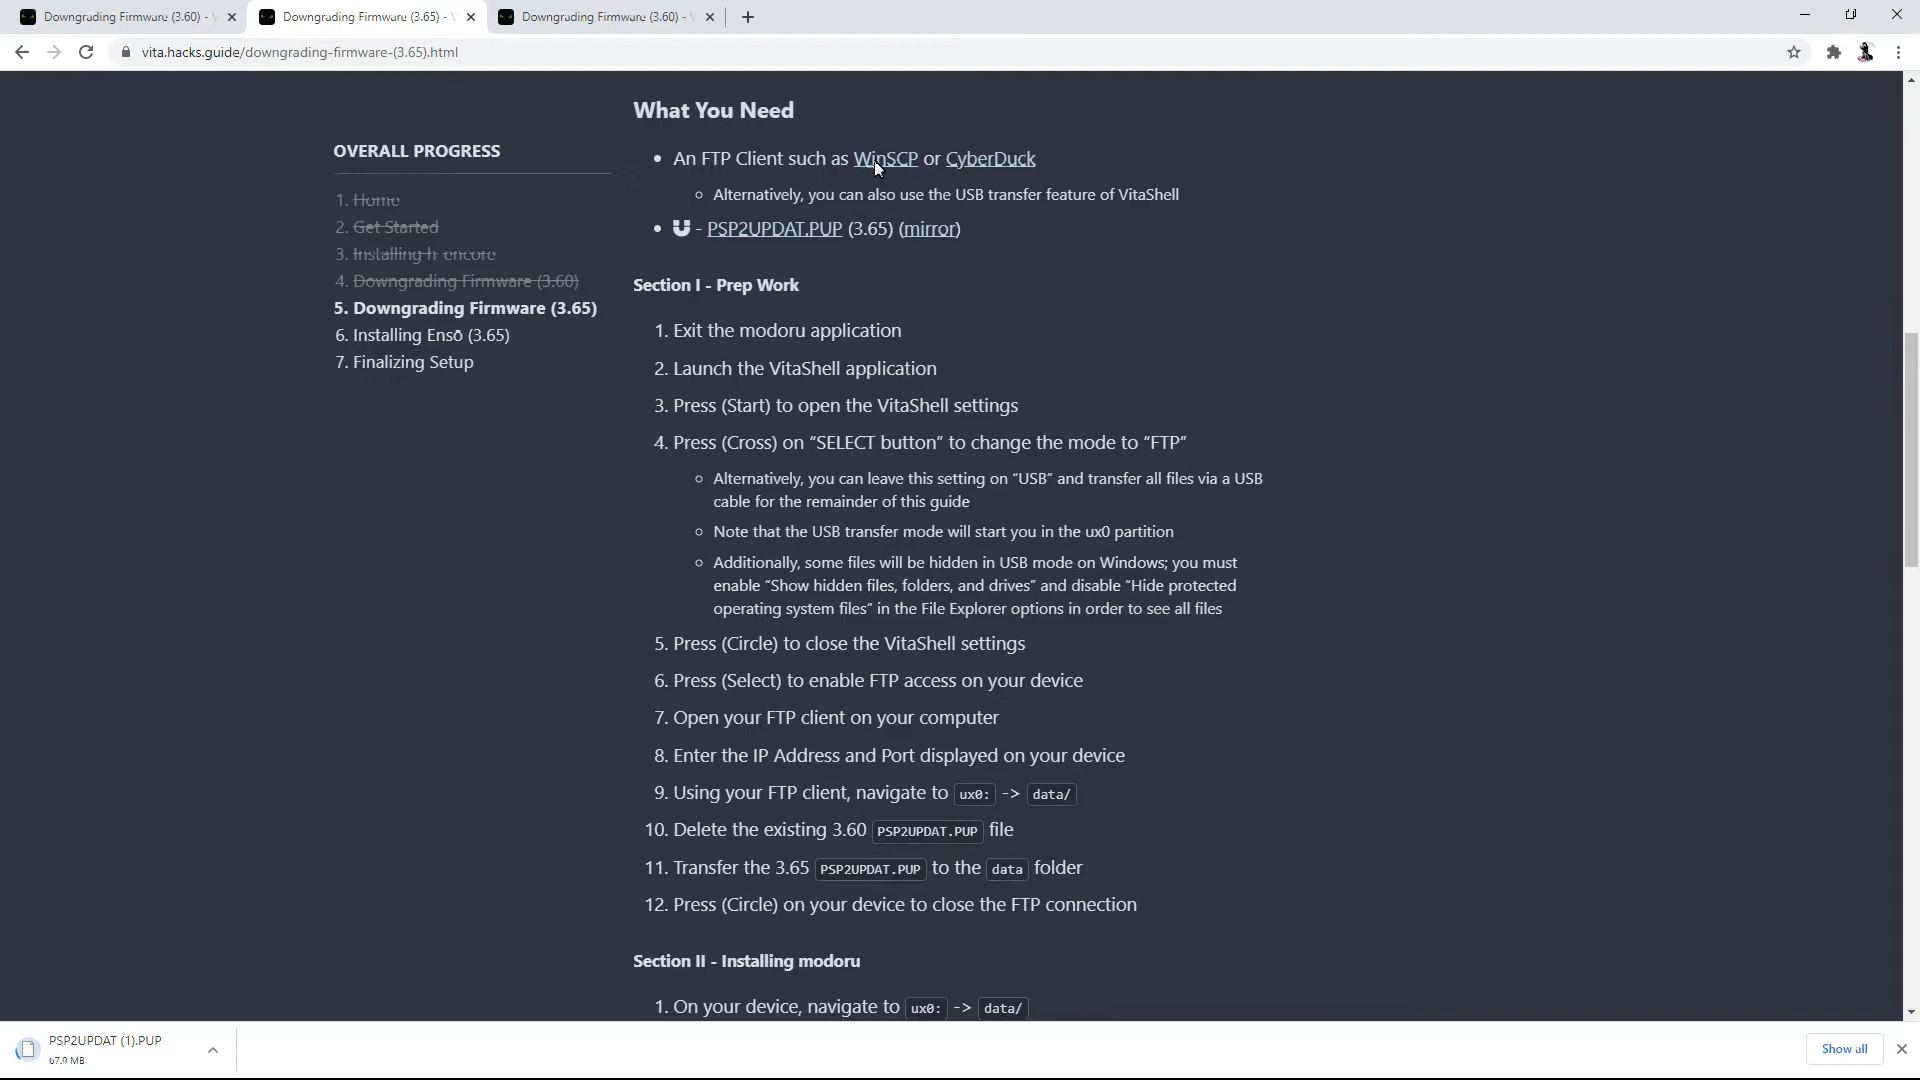 Downgrading Firmware (3.60) -
Downgrading Firmware (3.65) -
Downgrading Firmware (3.60) -
vita.hacks.guide/downgrading-firmware-(3.65).html
OVERALL PROGRESS
1. Home
2. Get Started
3. Installing h-encore
4. Downgrading Firmware (3.60)
5. Downgrading Firmware (3.65)
6. Installing Ensō (3.65)
7. Finalizing Setup
What You Need
An FTP Client such as WinSCP or CyberDuck
Alternatively, you can also use the USB transfer feature of VitaShell
- PSP2UPDAT.PUP (3.65) (mirror)
Section I - Prep Work
1. Exit the modoru application
2. Launch the VitaShell application
3. Press (Start) to open the VitaShell settings
4. Press (Cross) on “SELECT button” to change the mode to “FTP”
Alternatively, you can leave this setting on “USB” and transfer all files via a USB
cable for the remainder of this guide
Note that the USB transfer mode will start you in the ux0 partition
Additionally, some files will be hidden in USB mode on Windows; you must
enable “Show hidden files, folders, and drives” and disable “Hide protected
operating system files” in the File Explorer options in order to see all files
5. Press (Circle) to close the VitaShell settings
6. Press (Select) to enable FTP access on your device
7. Open your FTP client on your computer
8. Enter the IP Address and Port displayed on your device
9. Using your FTP client, navigate to ux0: -> data/
10. Delete the existing 3.60 PSP2UPDAT.PUP file
11. Transfer the 3.65 PSP2UPDAT.PUP to the data folder
12. Press (Circle) on your device to close the FTP connection
Section II - Installing modoru
1. On your device, navigate to ux0: -> data/
PSP2UPDAT (1).PUP
67.9 MB
Show all